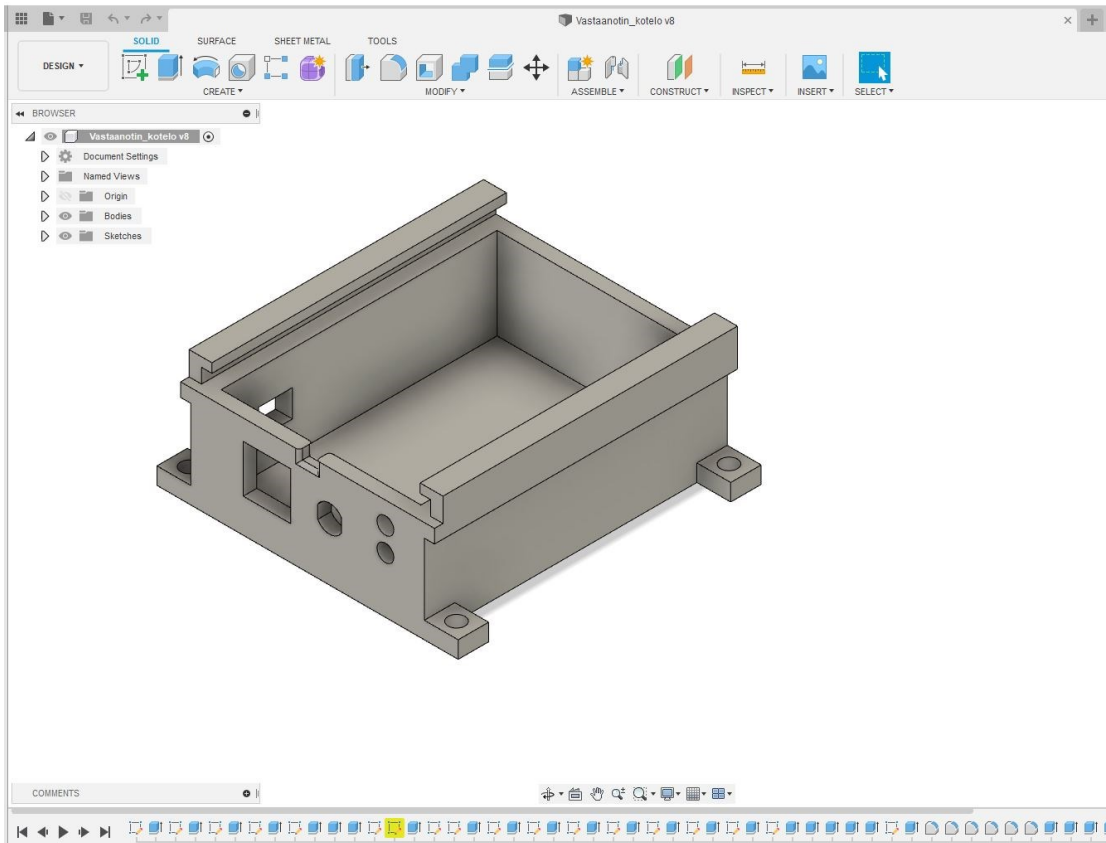 Vastaanotin_kotelo v8
SOLID SURFACE SHEET METAL TOOLS
DESIGN
CREATE MODIFY ASSEMBLE CONSTRUCT INSPECT INSERT SELECT
BROWSER
Vastaanotin_kotelo v8
Document Settings
Named Views
Origin
Bodies
Sketches
COMMENTS